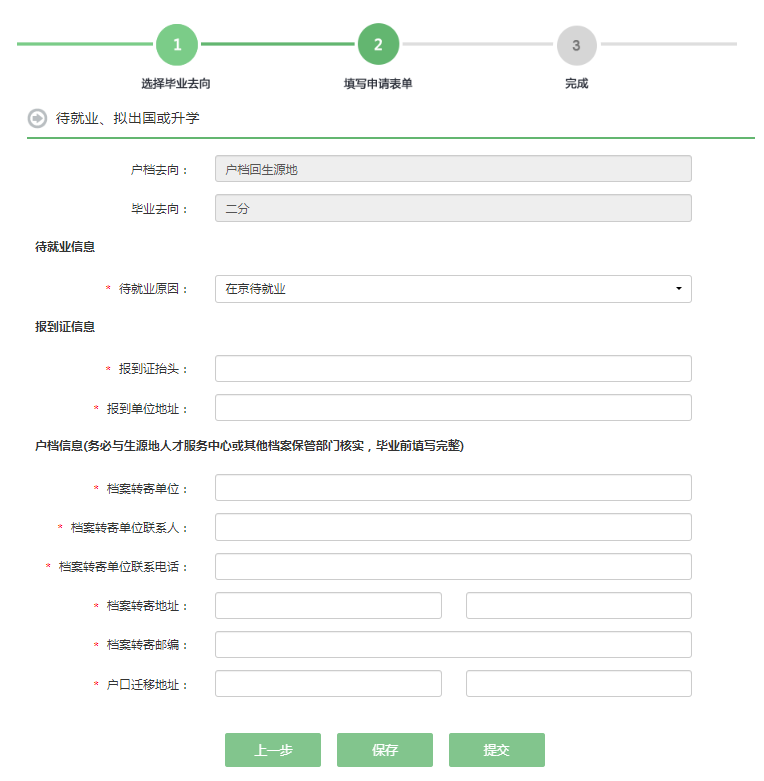 1 2 3
选择毕业去向 填写申请表单 完成
待就业、拟出国或升学
户档去向： 户档回生源地
毕业去向： 二分
待就业信息
* 待就业原因： 在京待就业
报到证信息
* 报到证抬头：
* 报到单位地址：
户档信息(务必与生源地人才服务中心或其他档案保管部门核实，毕业前填写完整)
* 档案转寄单位：
* 档案转寄单位联系人：
* 档案转寄单位联系电话：
* 档案转寄地址：
* 档案转寄邮编：
* 户口迁移地址：
上一步 保存 提交